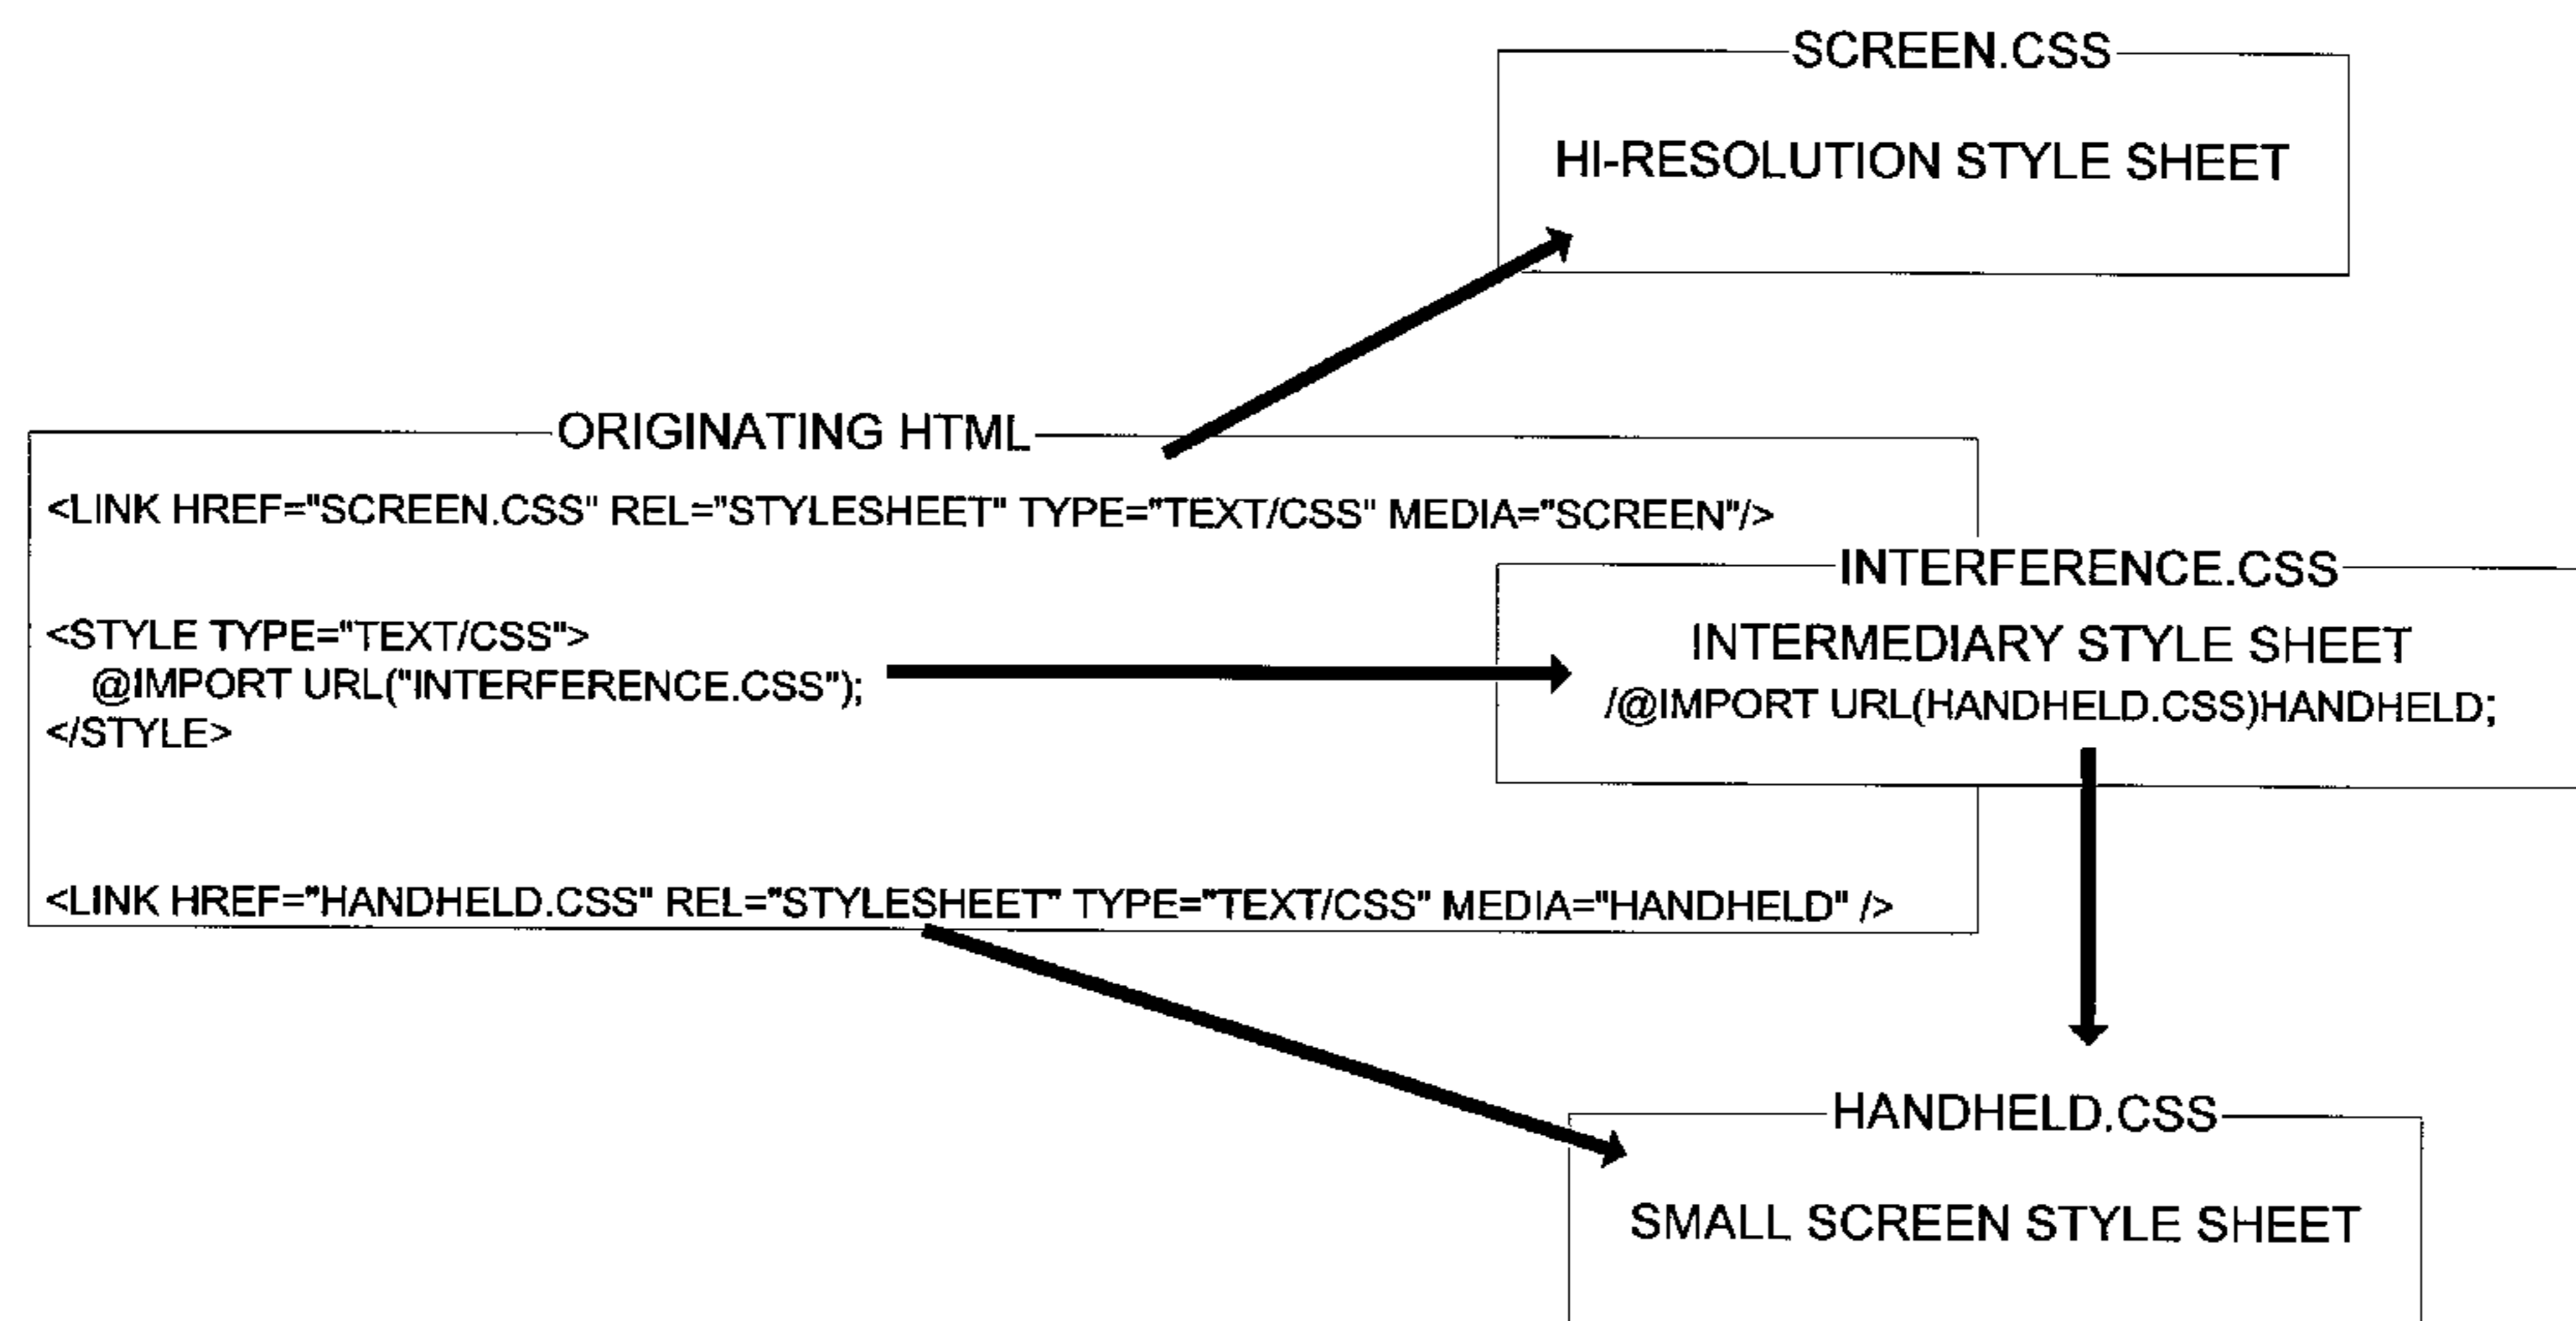 SCREEN.CSS
HI-RESOLUTION STYLE SHEET
ORIGINATING HTML
<LINK HREF="SCREEN.CSS" REL="STYLESHEET" TYPE="TEXT/CSS" MEDIA="SCREEN"/>
<STYLE TYPE="TEXT/CSS">
@IMPORT URL("INTERFERENCE.CSS");
</STYLE>
<LINK HREF="HANDHELD.CSS" REL="STYLESHEET" TYPE="TEXT/CSS" MEDIA="HANDHELD" />
INTERFERENCE.CSS
INTERMEDIARY STYLE SHEET
/@IMPORT URL(HANDHELD.CSS)HANDHELD;
HANDHELD.CSS
SMALL SCREEN STYLE SHEET